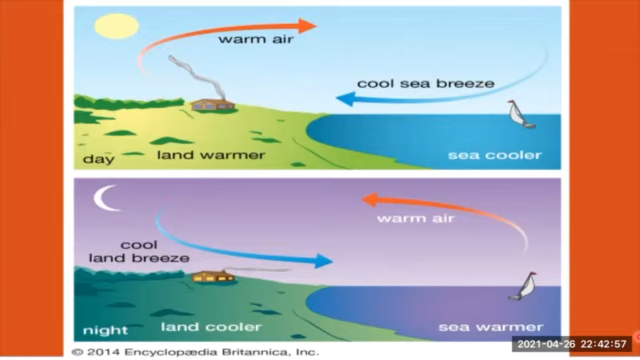 warm air
cool sea breeze
day
land warmer
sea cooler
warm air
cool
land breeze
night
land cooler
sea warmer
© 2014 Encyclopædia Britannica, Inc.
2021-04-26 22:42:57